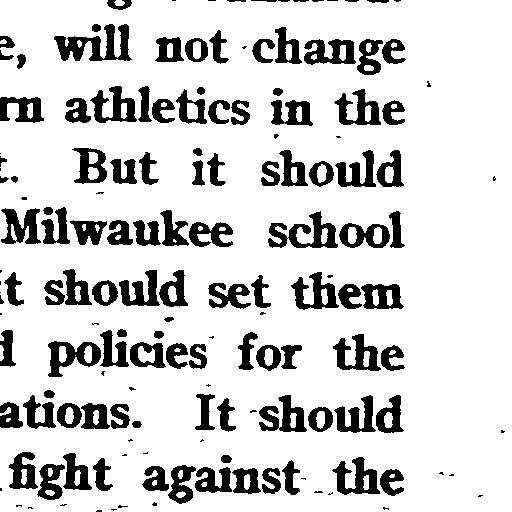 e, will not change
rn athletics in the
t. But it should
Milwaukee school
it should set them
d policies for the
ations. It should
fight against the